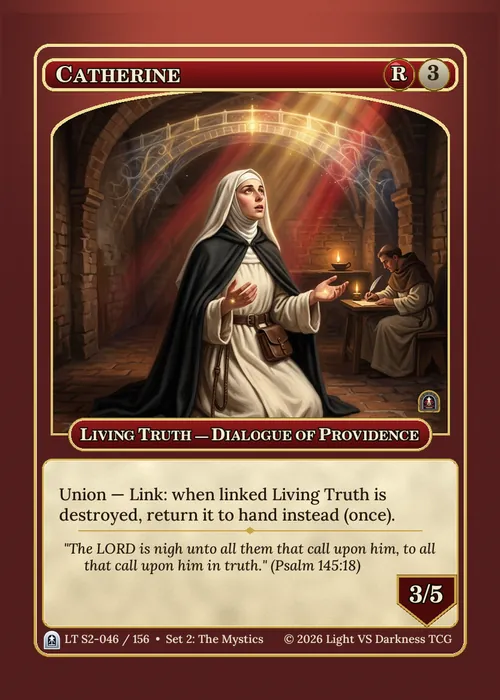 CATHERINE R 3
LIVING TRUTH — DIALOGUE OF PROVIDENCE
Union — Link: when linked Living Truth is
destroyed, return it to hand instead (once).
"The LORD is nigh unto all them that call upon him, to all
that call upon him in truth." (Psalm 145:18)
3/5
LT S2-046 / 156 • Set 2: The Mystics © 2026 Light VS Darkness TCG